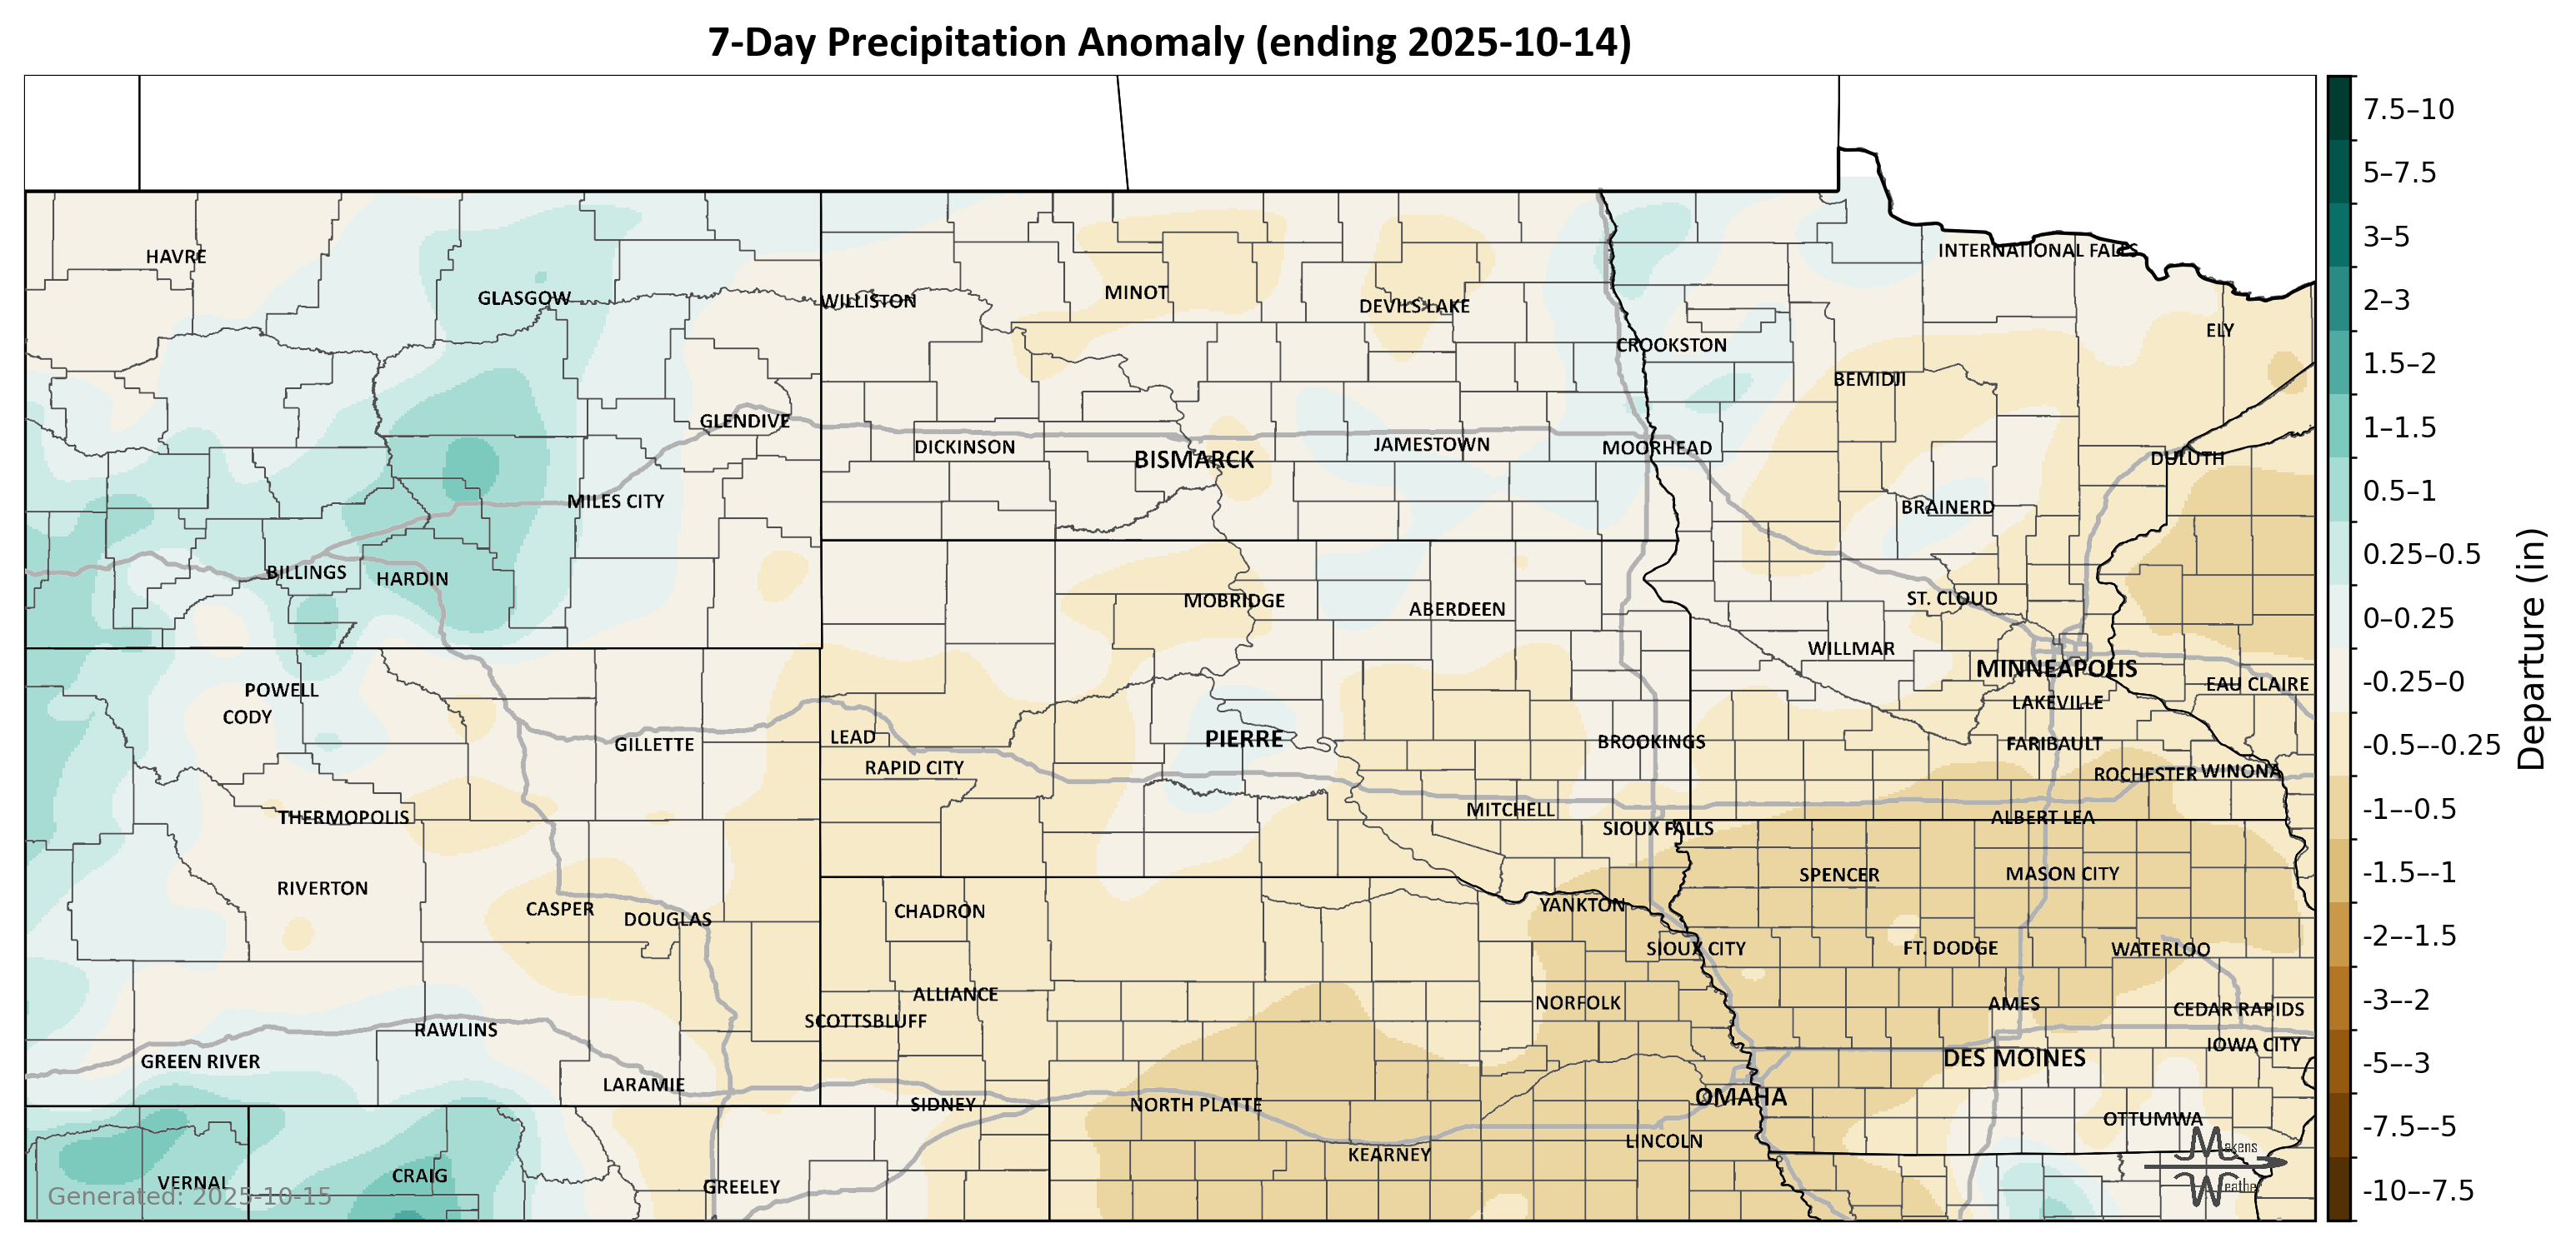 7-Day Precipitation Anomaly (ending 2025-10-14)
HAVRE
GLASGOW
WILLISTON
MINOT
DEVILS LAKE
INTERNATIONAL FALLS
ELY
CROOKSTON
BEMIDJI
GLENDIVE
DICKINSON
BISMARCK
JAMESTOWN
MOORHEAD
DULUTH
MILES CITY
BRAINERD
BILLINGS
HARDIN
MOBRIDGE
ABERDEEN
ST. CLOUD
WILLMAR
MINNEAPOLIS
EAU CLAIRE
LAKEVILLE
POWELL
CODY
GILLETTE
LEAD
RAPID CITY
PIERRE
BROOKINGS
FARIBAULT
ROCHESTER
WINONA
THERMOPOLIS
MITCHELL
SIOUX FALLS
ALBERT LEA
RIVERTON
CASPER
DOUGLAS
CHADRON
YANKTON
SPENCER
MASON CITY
SIOUX CITY
FT. DODGE
WATERLOO
ALLIANCE
SCOTTSBLUFF
NORFOLK
AMES
CEDAR RAPIDS
RAWLINS
GREEN RIVER
IOWA CITY
DES MOINES
LARAMIE
SIDNEY
NORTH PLATTE
OMAHA
OTTUMWA
LINCOLN
KEARNEY
VERNAL
CRAIG
GREELEY
Generated: 2025-10-15
Makens
Weather
7.5–10
5–7.5
3–5
2–3
1.5–2
1–1.5
0.5–1
0.25–0.5
0–0.25
-0.25–0
-0.5–-0.25
-1–-0.5
-1.5–-1
-2–-1.5
-3–-2
-5–-3
-7.5–-5
-10–-7.5
Departure (in)